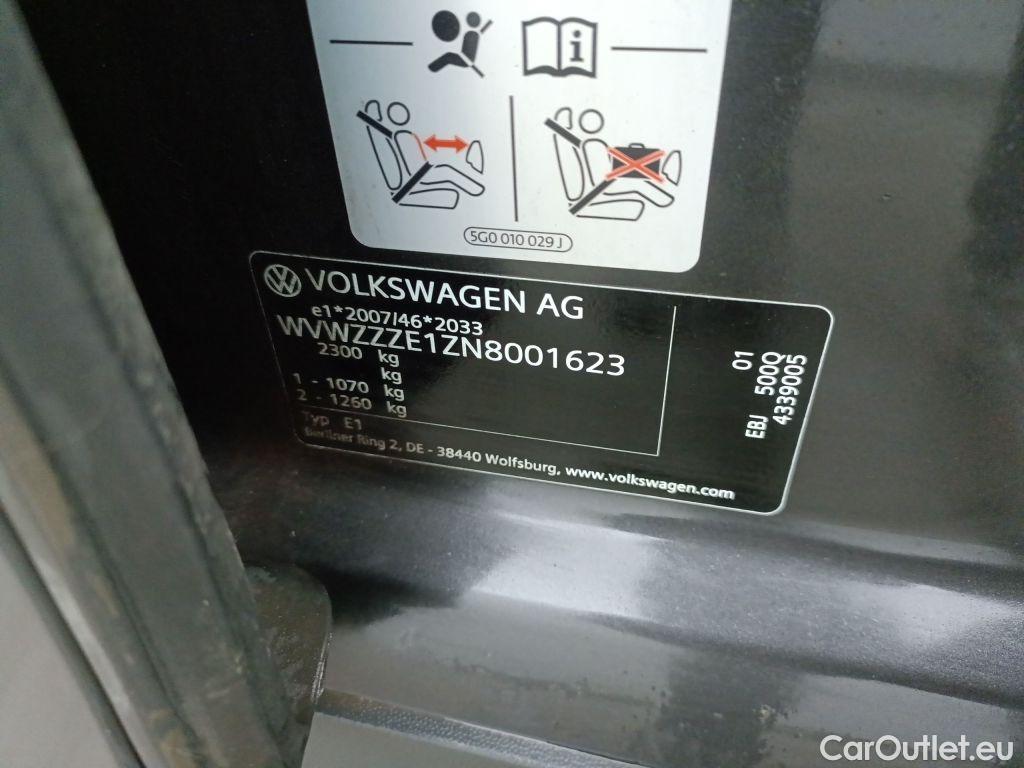 5G0 010 029 J
VOLKSWAGEN AG
e1*2007/46*2033
WVWZZZE1ZN8001623
2300 kg
kg
1 - 1070 kg
2 - 1260 kg
Typ E1
Berliner Ring 2, DE - 38440 Wolfsburg, www.volkswagen.com
01
EBJ 500Q
4339005
CarOutlet.eu